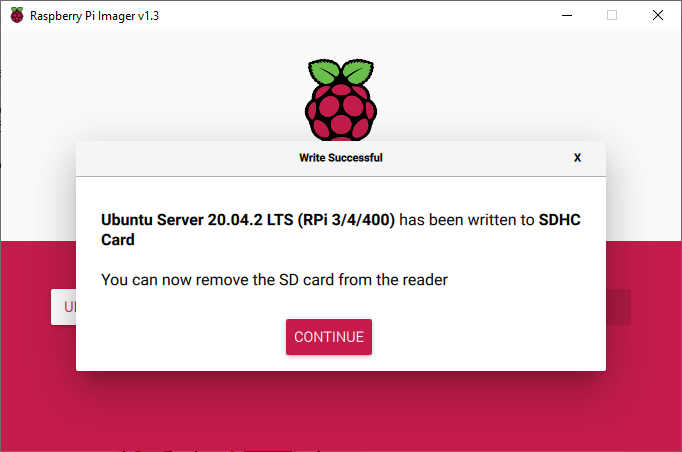 Raspberry Pi Imager v1.3
Write Successful X
Ubuntu Server 20.04.2 LTS (RPi 3/4/400) has been written to SDHC
Card
You can now remove the SD card from the reader
CONTINUE